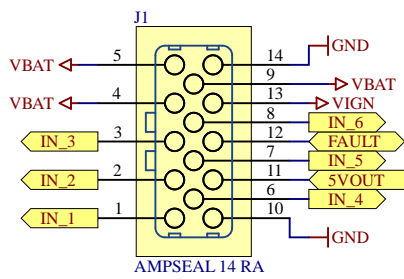 J1
VBAT 5 14 GND
9 VBAT
VBAT 4 13 VIGN
8 IN_6
IN_3 3 12 FAULT
7 IN_5
IN_2 2 11 5VOUT
6 IN_4
IN_1 1 10
GND
AMPSEAL 14 RA